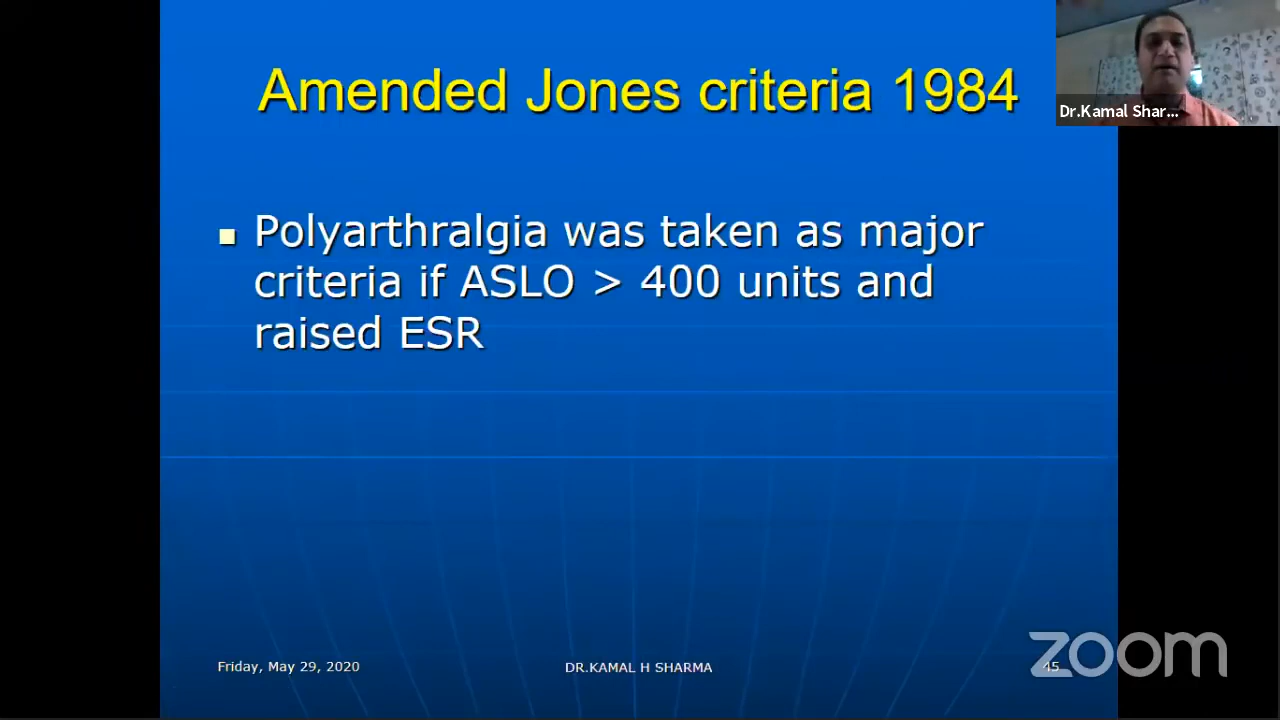 Amended Jones criteria 1984
Dr.Kamal Shar...
Polyarthralgia was taken as major
criteria if ASLO > 400 units and
raised ESR
Friday, May 29, 2020
DR.KAMAL H SHARMA
45
zoom